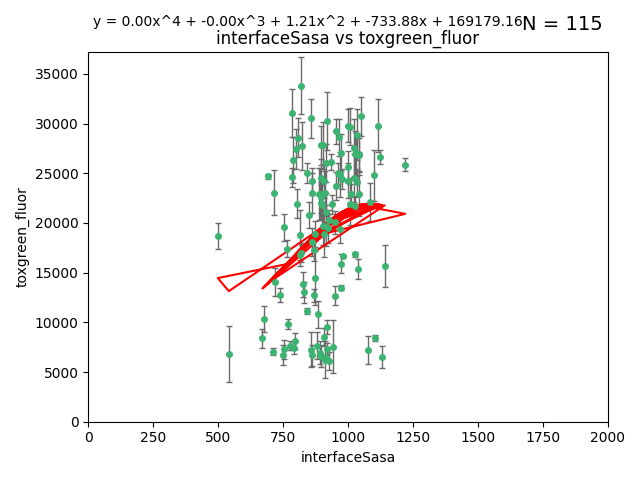 y = 0.00x^4 + -0.00x^3 + 1.21x^2 + -733.88x + 169179.16
N = 115
interfaceSasa vs toxgreen_fluor
toxgreen_fluor
35000
30000
25000
20000
15000
10000
5000
0
0 250 500 750 1000 1250 1500 1750 2000
interfaceSasa